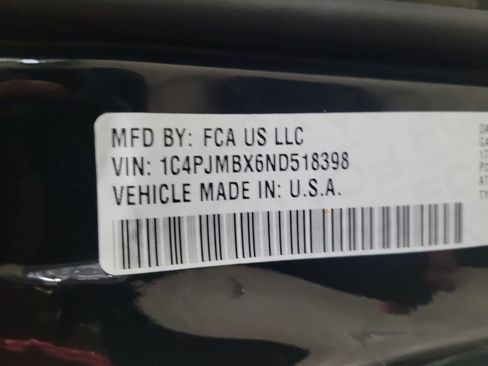 MFD BY: FCA US LLC
VIN: 1C4PJMBX6ND518398
VEHICLE MADE IN: U.S.A.